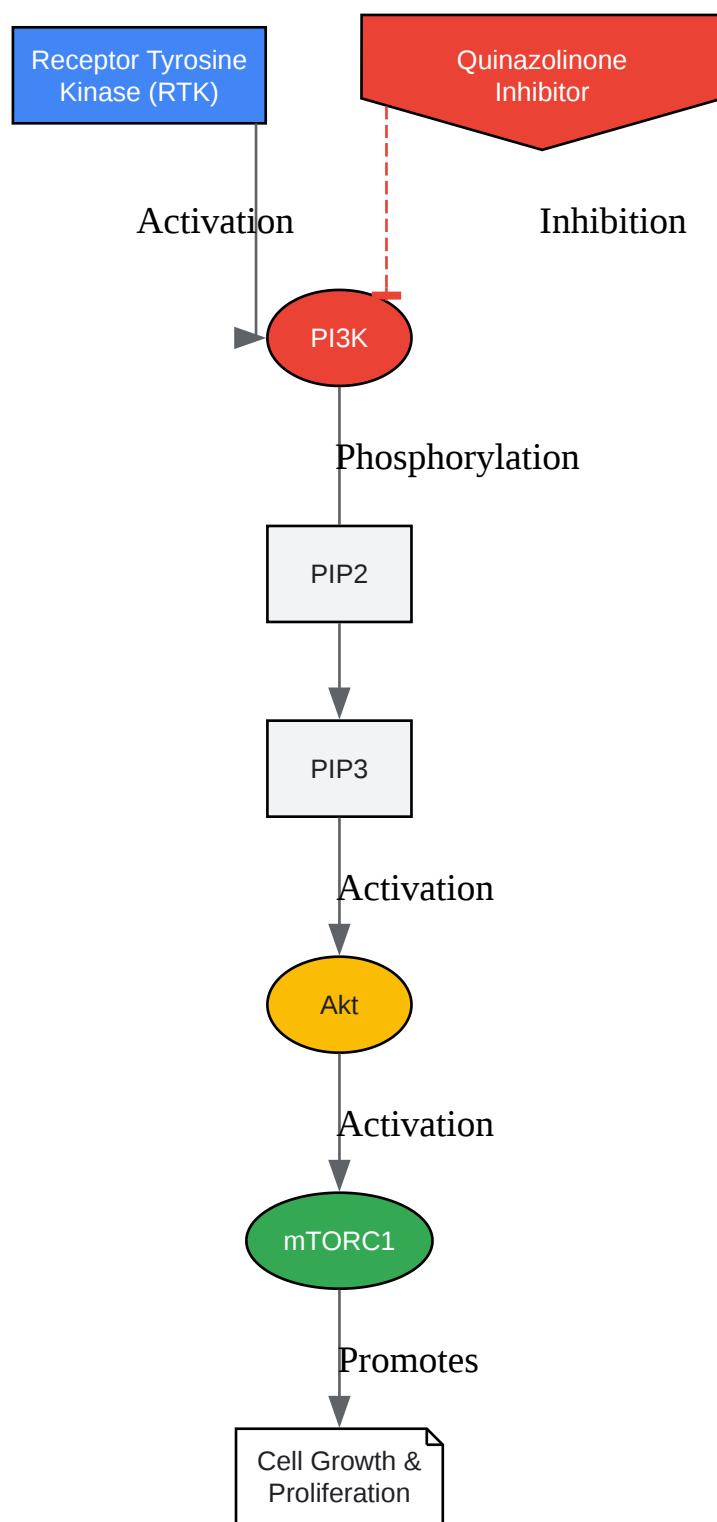 Receptor Tyrosine
Kinase (RTK)
Quinazolinone
Inhibitor
Activation
Inhibition
PI3K
Phosphorylation
PIP2
PIP3
Activation
Akt
Activation
mTORC1
Promotes
Cell Growth &
Proliferation